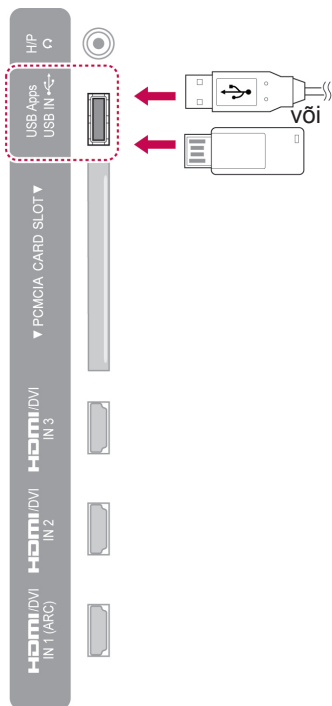 H/P
USB Apps
USB IN
või
▼ PCMCIA CARD SLOT ▼
HDMI/DVI
IN 3
HDMI/DVI
IN 2
HDMI/DVI
IN 1 (ARC)